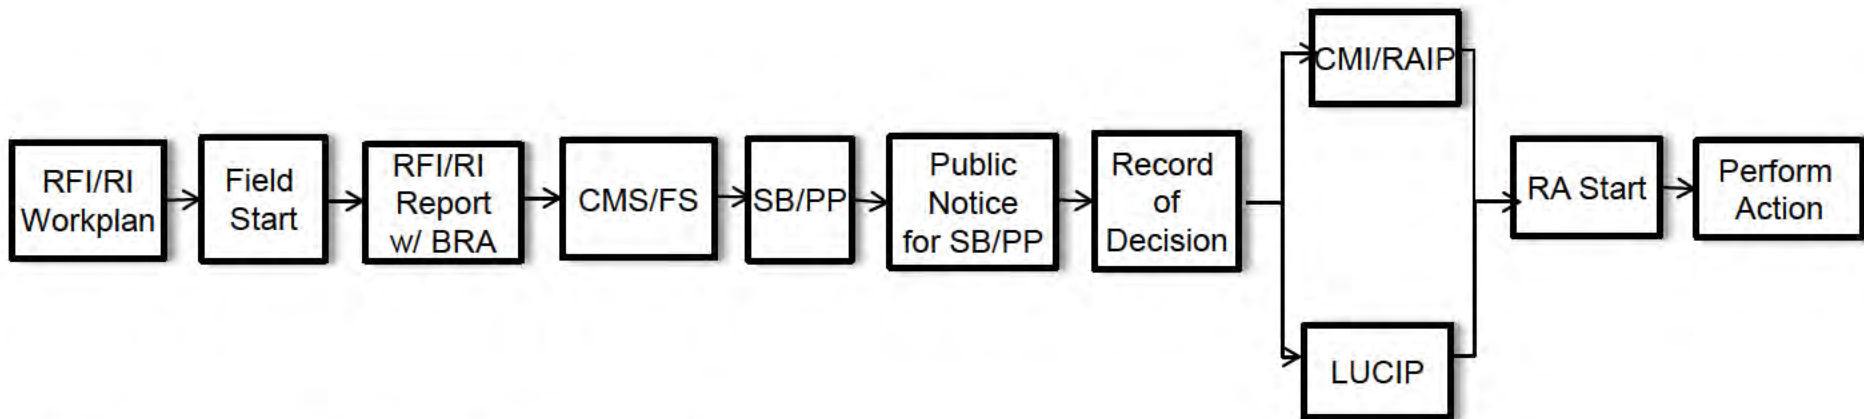 RFI/RI
Workplan
Field
Start
RFI/RI
Report
w/ BRA
CMS/FS
SB/PP
Public
Notice
for SB/PP
Record
of
Decision
CMI/RAIP
LUCIP
RA Start
Perform
Action